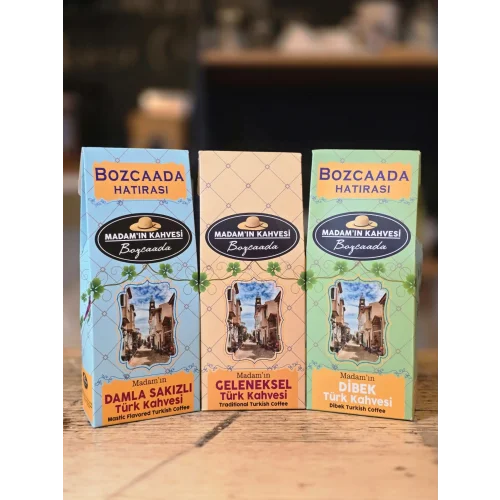 BOZCAADA
HATIRASI
MADAM'IN KAHVESİ
Bozcaada
Madam'ın
DAMLA SAKIZLI
Türk Kahvesi
Mastic Flavored Turkish Coffee
MADAM'IN KAHVESİ
Bozcaada
Madam'ın
GELENEKSEL
Türk Kahvesi
Traditional Turkish Coffee
BOZCAADA
HATIRASI
MADAM'IN KAHVESİ
Bozcaada
Madam'ın
DİBEK
Türk Kahvesi
Dibek Turkish Coffee